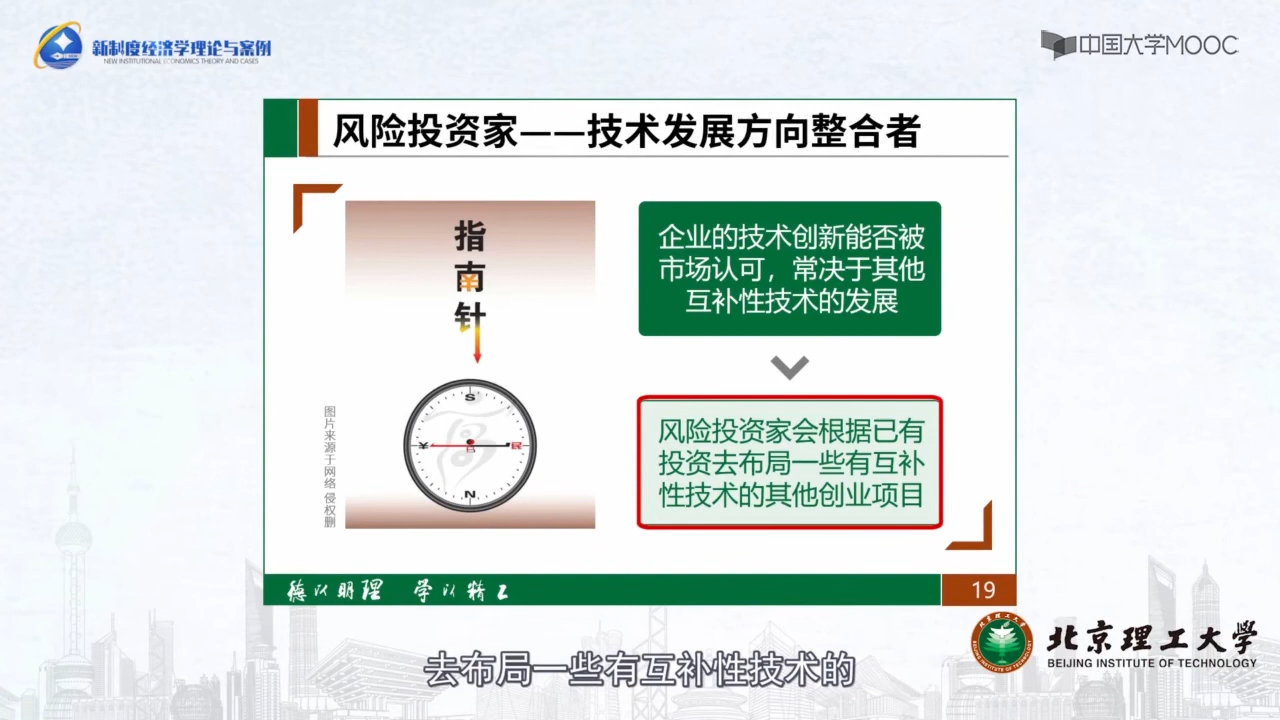 新制度经济学理论与案例
NEW INSTITUTIONAL ECONOMICS THEORY AND CASES
中国大学MOOC
风险投资家——技术发展方向整合者
指
南
针
S
N
图片来源于网络 侵权删
企业的技术创新能否被
市场认可，常决于其他
互补性技术的发展
风险投资家会根据已有
投资去布局一些有互补
性技术的其他创业项目
德以明理 学以精工
19
北京理工大学
BEIJING INSTITUTE OF TECHNOLOGY
去布局一些有互补性技术的